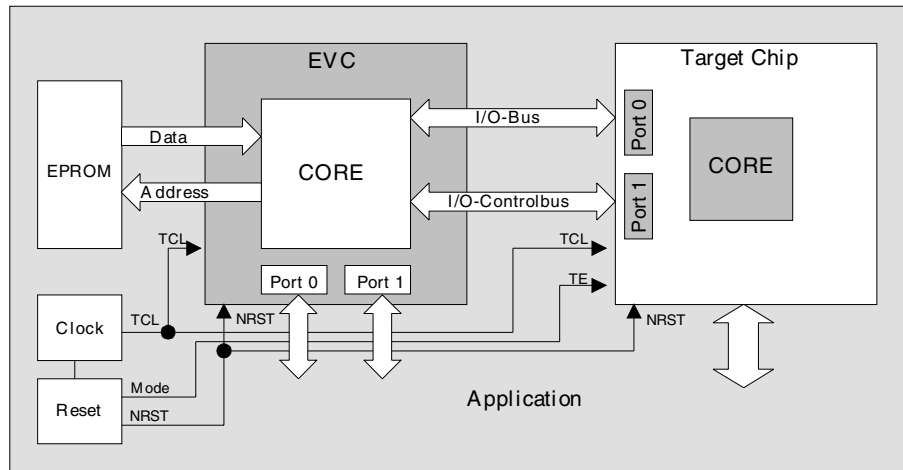 EVC
Target Chip
EPROM
Data
Address
CORE
I/O-Bus
I/O-Controlbus
Port 0
Port 1
CORE
TCL
TCL
TE
Port 0
Port 1
Clock
TCL
NRST
NRST
Reset
Mode
NRST
Application